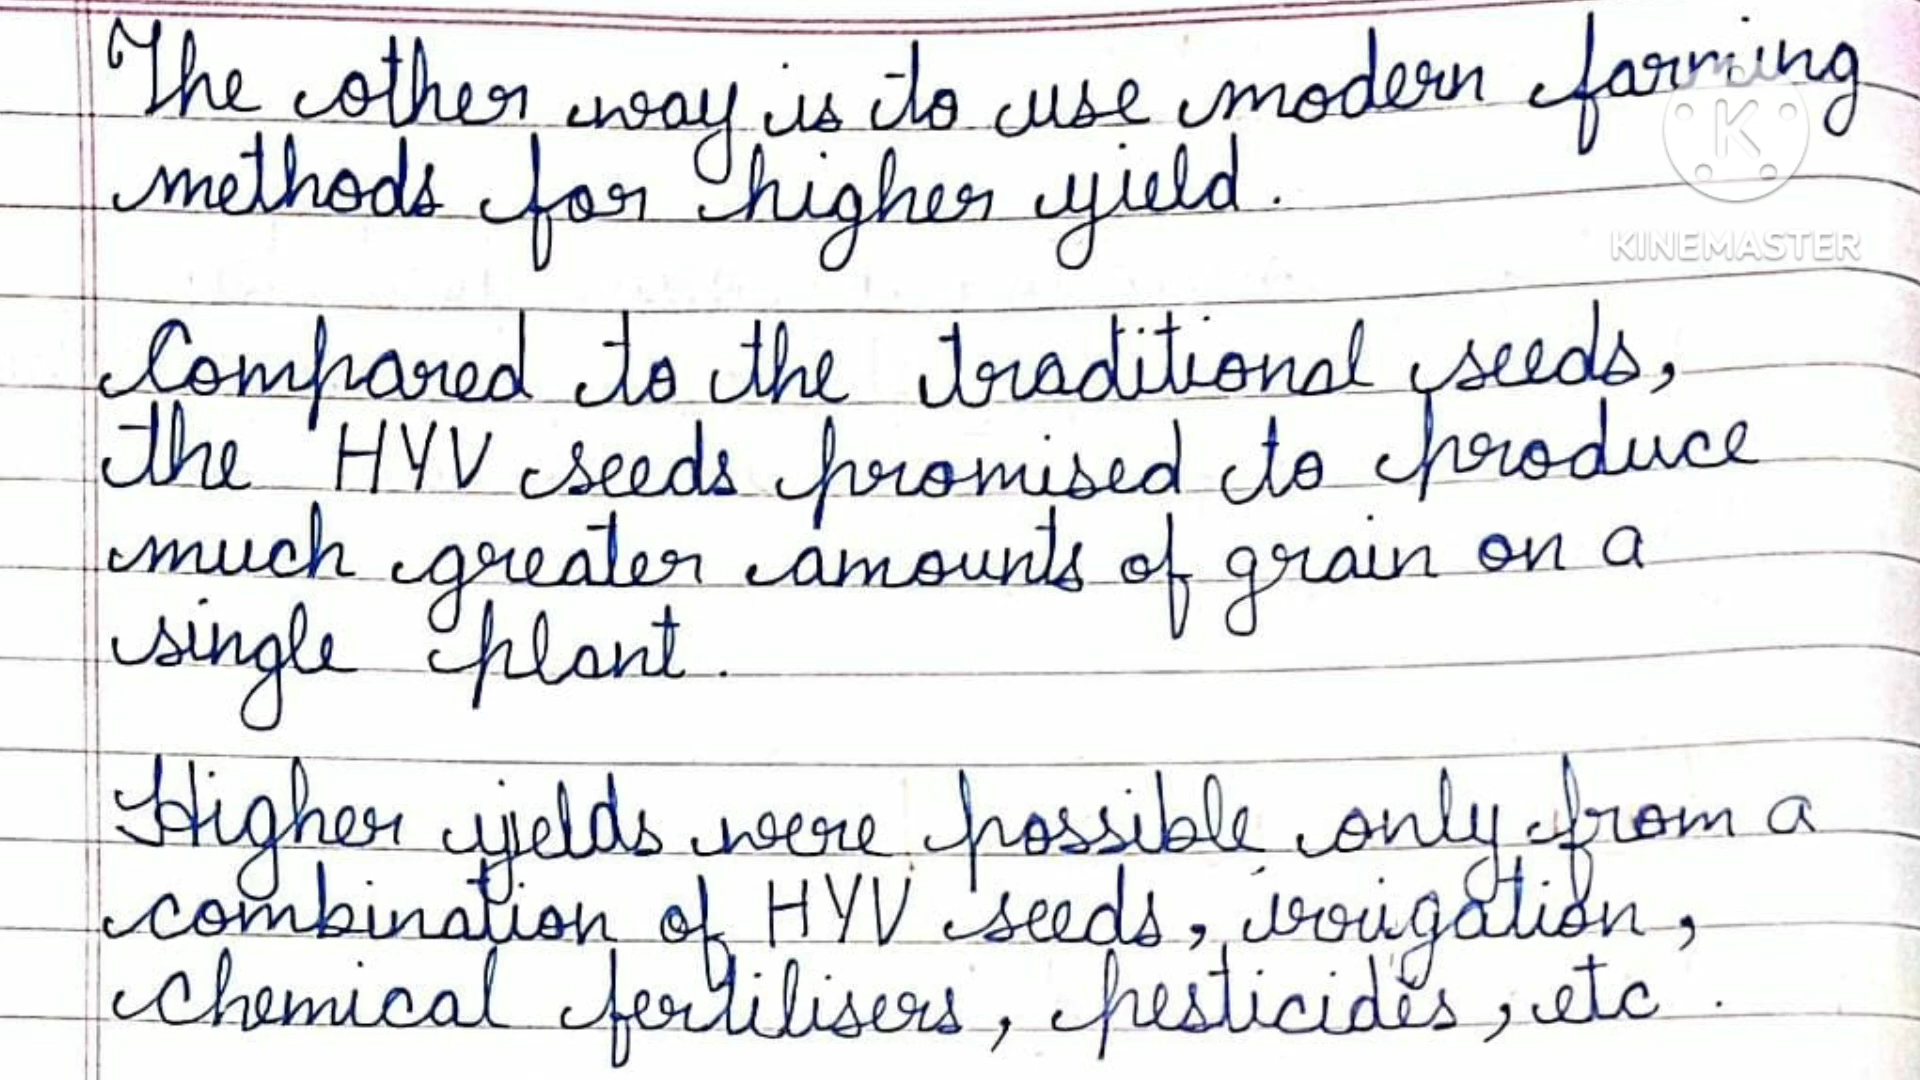 The other way is to use modern farming
methods for higher yield.
KINEMASTER
Compared to the traditional seeds,
the HYV seeds promised to produce
much greater amounts of grain on a
single plant.
Higher yields were possible only from a
combination of HYV seeds, irrigation,
chemical fertilisers, pesticides, etc.